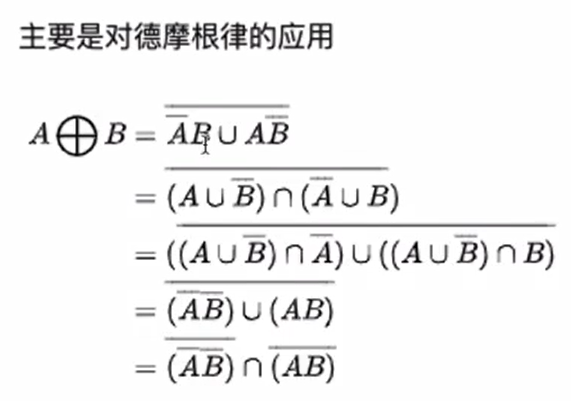 主要是对德摩根律的应用
$A \bigoplus B = \overline{\overline{A}B \cup A\overline{B}}$
$= \overline{(A \cup \overline{B}) \cap (\overline{A} \cup B)}$
$= \overline{((A \cup \overline{B}) \cap \overline{A}) \cup ((A \cup \overline{B}) \cap B)}$
$= \overline{(\overline{A}\,\overline{B}) \cup (AB)}$
$= \overline{(\overline{A}\,\overline{B})} \cap \overline{(AB)}$